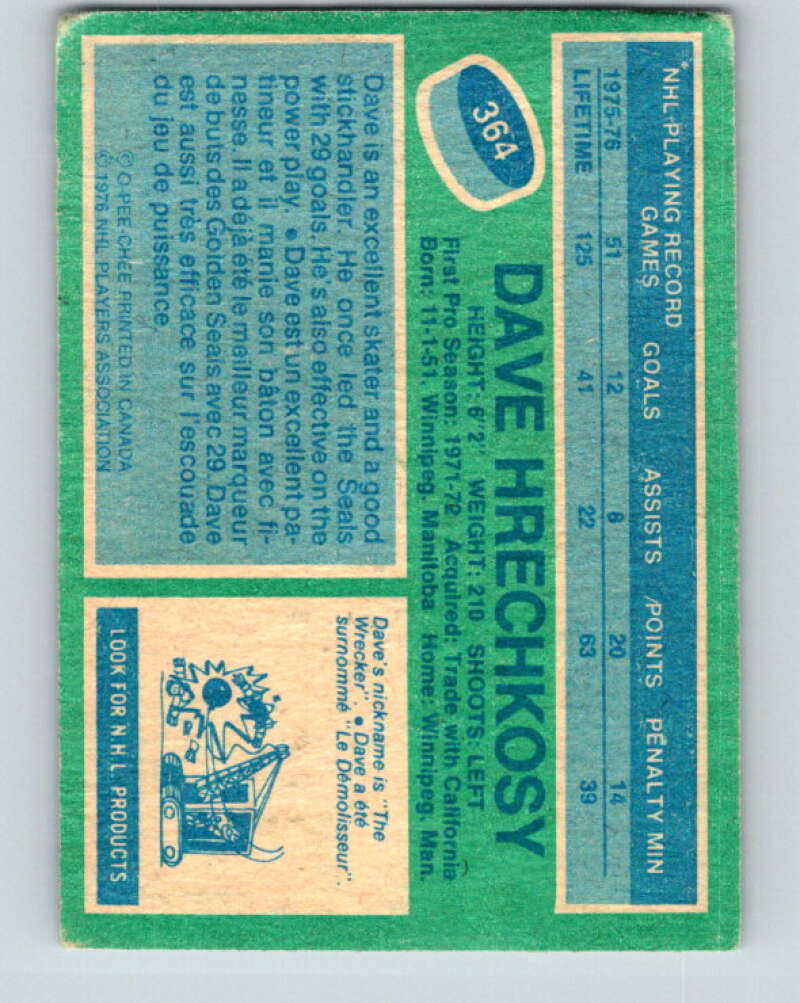 NHL PLAYING RECORD
GAMES GOALS ASSISTS POINTS PENALTY MIN
1975-76 51 12 8 20 14
LIFETIME 125 41 22 63 39
364
DAVE HRECHKOSY
HEIGHT: 6'2" WEIGHT: 210 SHOOTS: LEFT
First Pro Season: 1971-72 Acquired: Trade with California
Born: 11-1-51, Winnipeg, Manitoba Home: Winnipeg, Man.
Dave is an excellent skater and a good
stickhandler. He once led the Seals
with 29 goals. He's also effective on the
power play. • Dave est un excellent pa-
tineur et il manie son bâton avec fi-
nesse. Il a déjà été le meilleur marqueur
de buts des Golden Seals avec 29. Dave
est aussi très efficace sur l'escouade
du jeu de puissance.
© O-PEE-CHEE PRINTED IN CANADA
© 1976 NHL PLAYERS ASSOCIATION
Dave's nickname is "The
Wrecker". • Dave a été
surnommé "Le Démolisseur".
LOOK FOR N.H.L. PRODUCTS